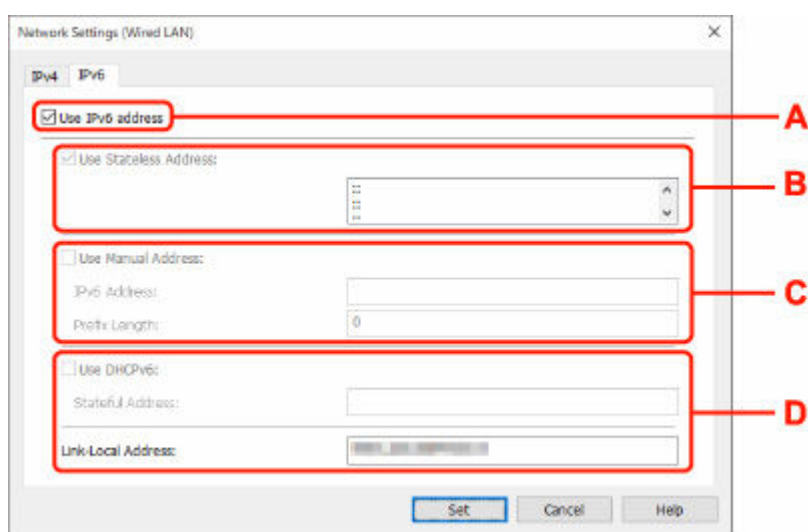 Network Settings (Wired LAN)
IPv4 IPv6
Use IPv6 address
A
Use Stateless Address:
::
::
::
B
Use Manual Address:
IPv6 Address:
C
Prefix Length: 0
Use DHCPv6:
Stateful Address:
D
Link-Local Address:
Set Cancel Help